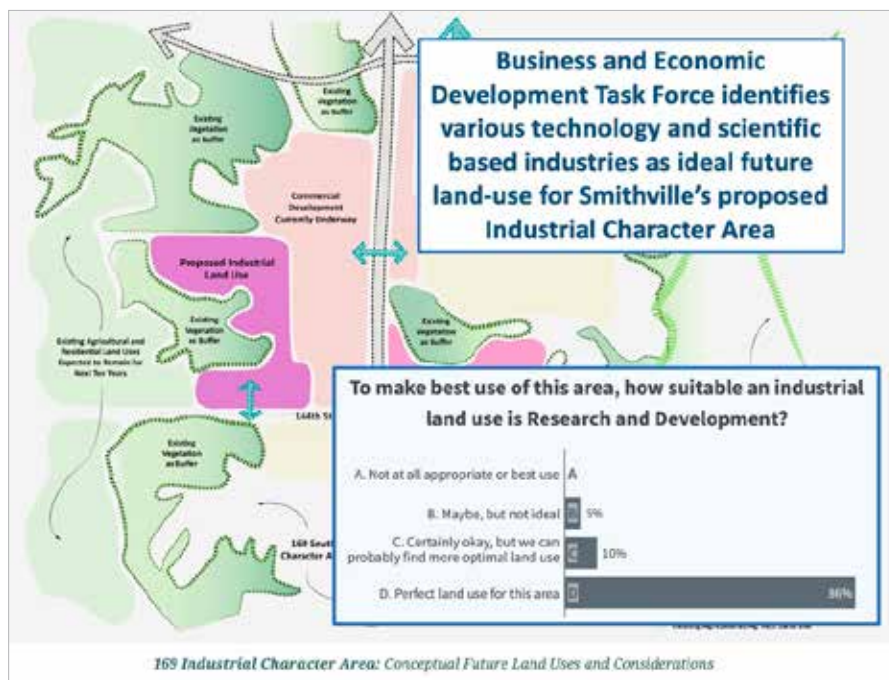 Existing
Vegetation
as Buffer
Existing
Vegetation
as Buffer
Business and Economic
Development Task Force identifies
various technology and scientific
based industries as ideal future
land-use for Smithville's proposed
Industrial Character Area
Commercial
Development
Currently Underway
Proposed Industrial
Land Use
Existing
Vegetation
as Buffer
Existing
Vegetation
as Buffer
Existing Agricultural and
Residential Land Uses
Expected to Remain for
Next Ten Years
144th St
Existing
Vegetation
as Buffer
169 South
Character A
To make best use of this area, how suitable an industrial
land use is Research and Development?
A. Not at all appropriate or best use A
B. Maybe, but not ideal 5%
C. Certainly okay, but we can
probably find more optimal land use C 10%
D. Perfect land use for this area D 86%
169 Industrial Character Area: Conceptual Future Land Uses and Considerations